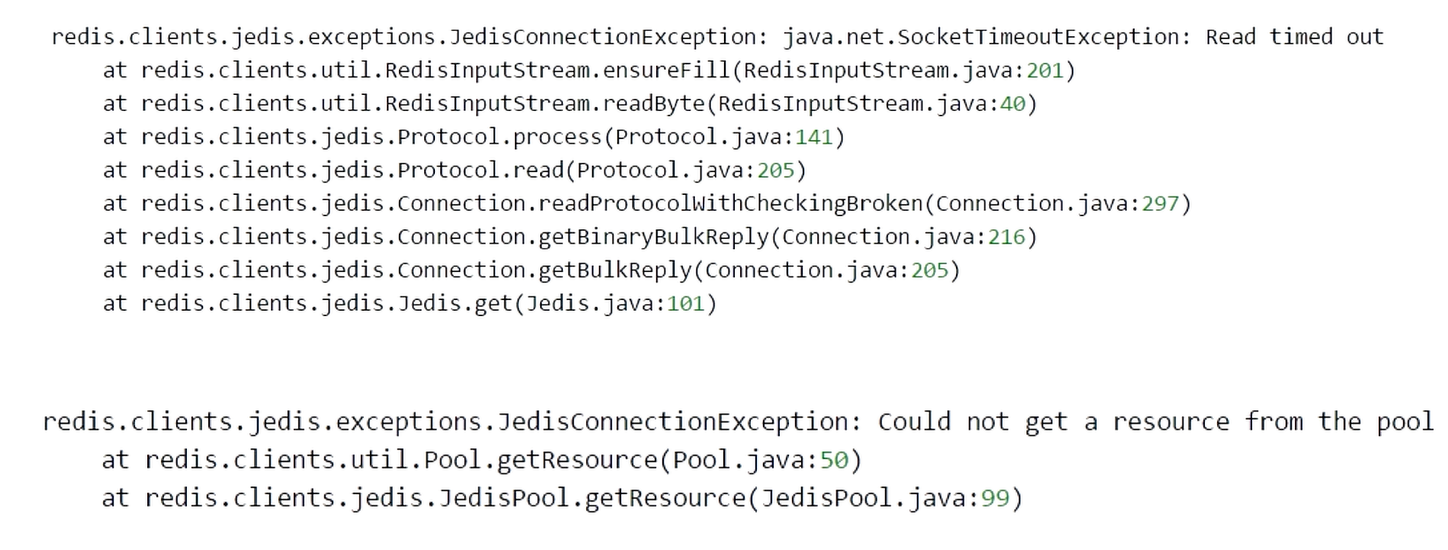 redis.clients.jedis.exceptions.JedisConnectionException: java.net.SocketTimeoutException: Read timed out
at redis.clients.util.RedisInputStream.ensureFill(RedisInputStream.java:201)
at redis.clients.util.RedisInputStream.readByte(RedisInputStream.java:40)
at redis.clients.jedis.Protocol.process(Protocol.java:141)
at redis.clients.jedis.Protocol.read(Protocol.java:205)
at redis.clients.jedis.Connection.readProtocolWithCheckingBroken(Connection.java:297)
at redis.clients.jedis.Connection.getBinaryBulkReply(Connection.java:216)
at redis.clients.jedis.Connection.getBulkReply(Connection.java:205)
at redis.clients.jedis.Jedis.get(Jedis.java:101)
redis.clients.jedis.exceptions.JedisConnectionException: Could not get a resource from the pool
at redis.clients.util.Pool.getResource(Pool.java:50)
at redis.clients.jedis.JedisPool.getResource(JedisPool.java:99)